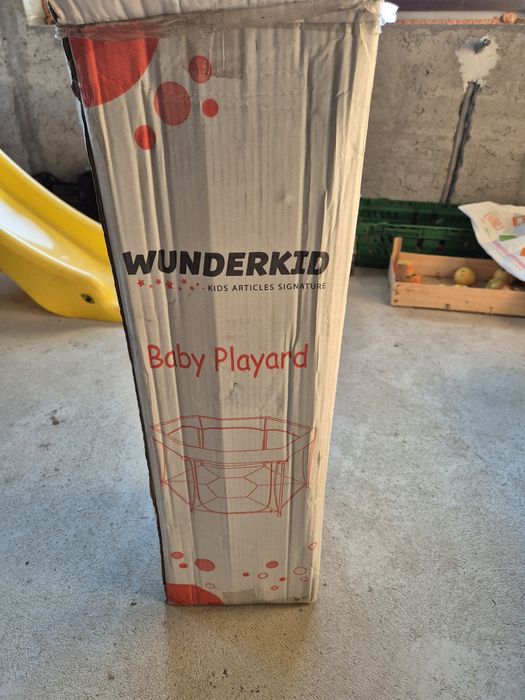 WUNDERKID
KIDS ARTICLES SIGNATURE
Baby Playard